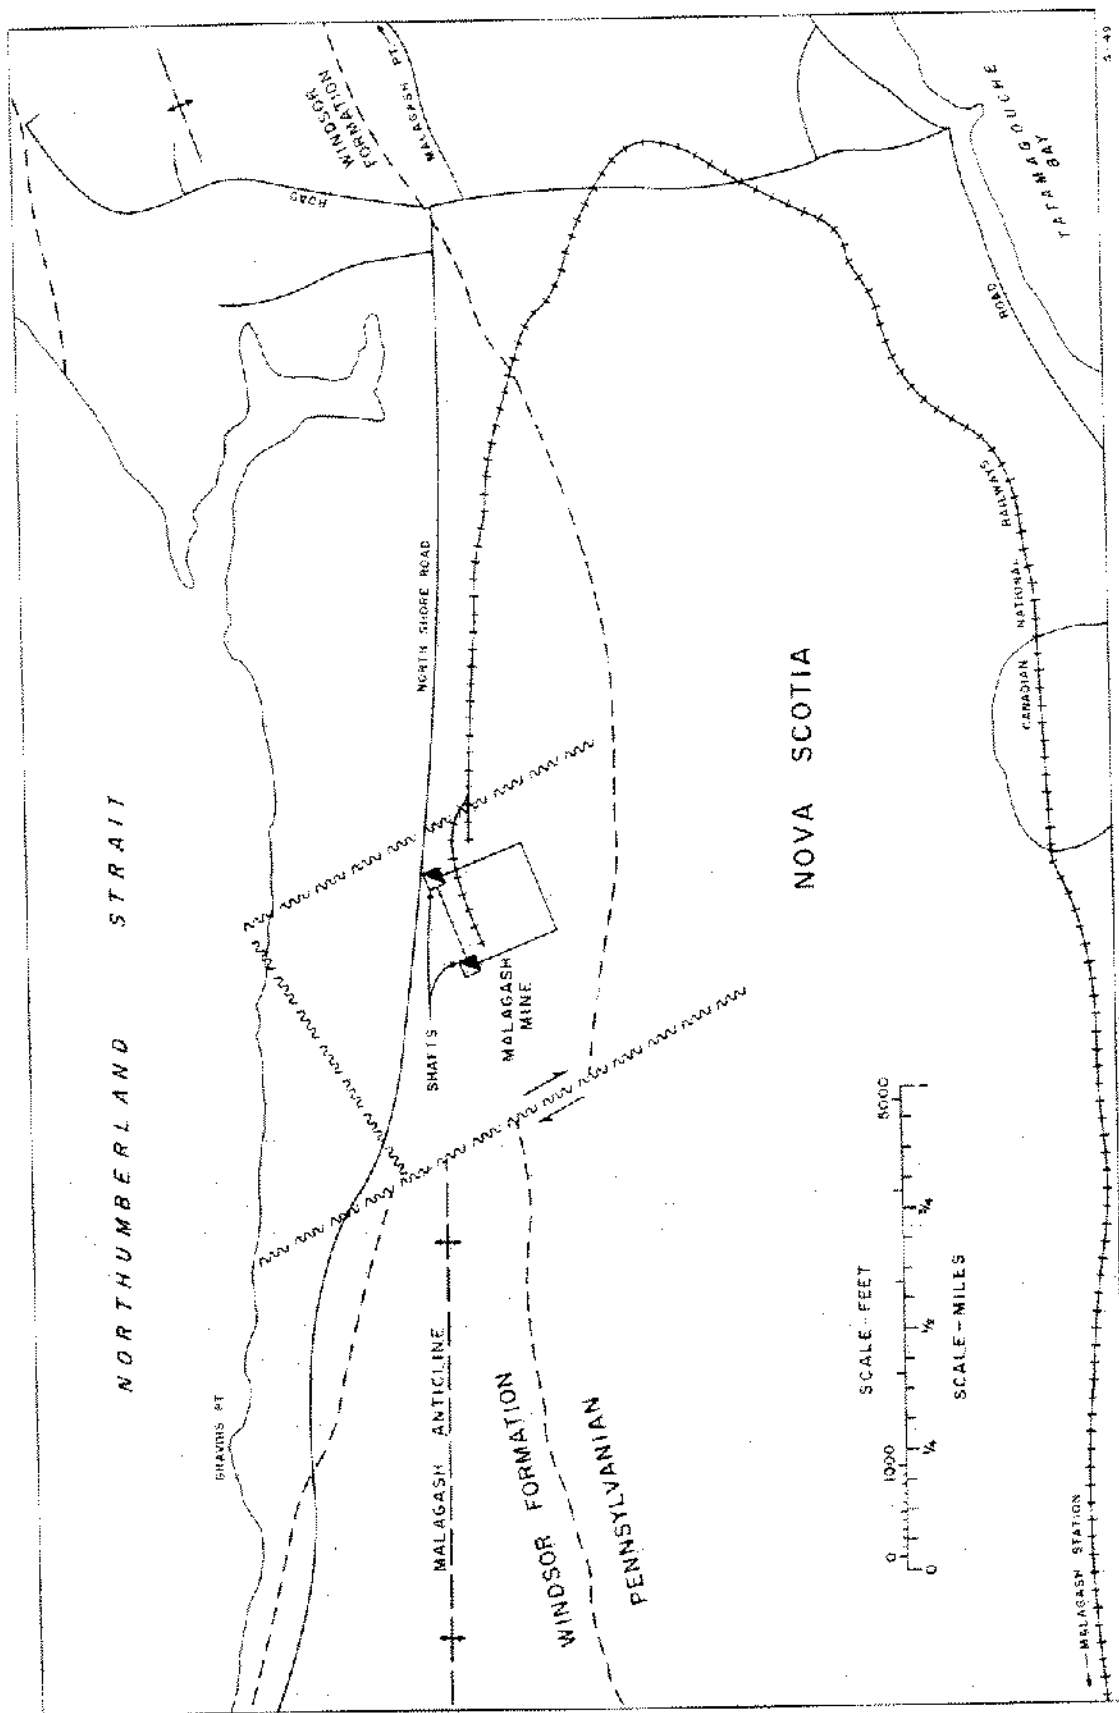 NORTHUMBERLAND STRAIT
GRAVOIS PT
MALAGASH ANTICLINE
WINDSOR FORMATION
PENNSYLVANIAN
SHAFTS
MALAGASH
MINE
NORTH SHORE ROAD
ROAD
WINDSOR
FORMATION
MALAGASH PT.
NOVA SCOTIA
SCALE-FEET
0 1000 5000
0 1/4 1/2 3/4 1
SCALE-MILES
MALAGASH STATION
CANADIAN NATIONAL RAILWAYS
ROAD
TATAMAGOUCHE
BAY